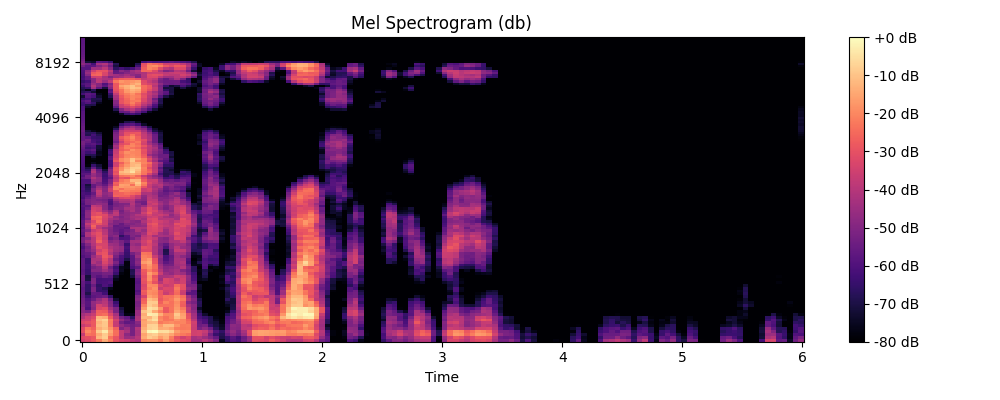 Mel Spectrogram (db)
8192
4096
2048
1024
512
0
Hz
0 1 2 3 4 5 6
Time
+0 dB
-10 dB
-20 dB
-30 dB
-40 dB
-50 dB
-60 dB
-70 dB
-80 dB